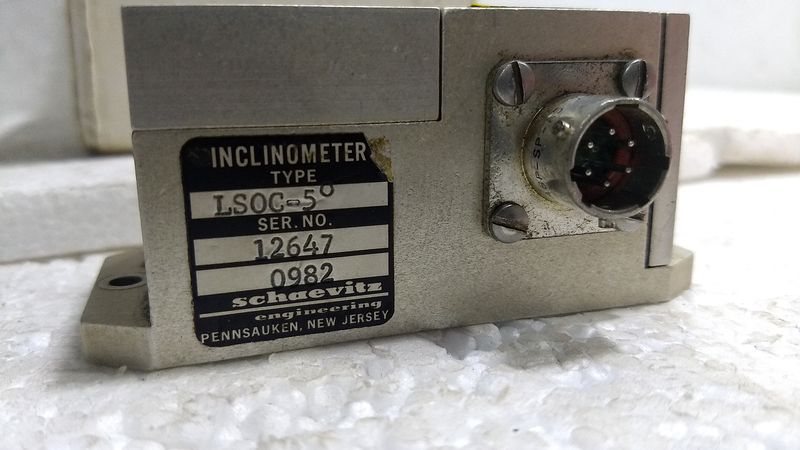 INCLINOMETER
TYPE
LSOC-5°
SER. NO.
12647
0982
schaevitz
engineering
PENNSAUKEN, NEW JERSEY